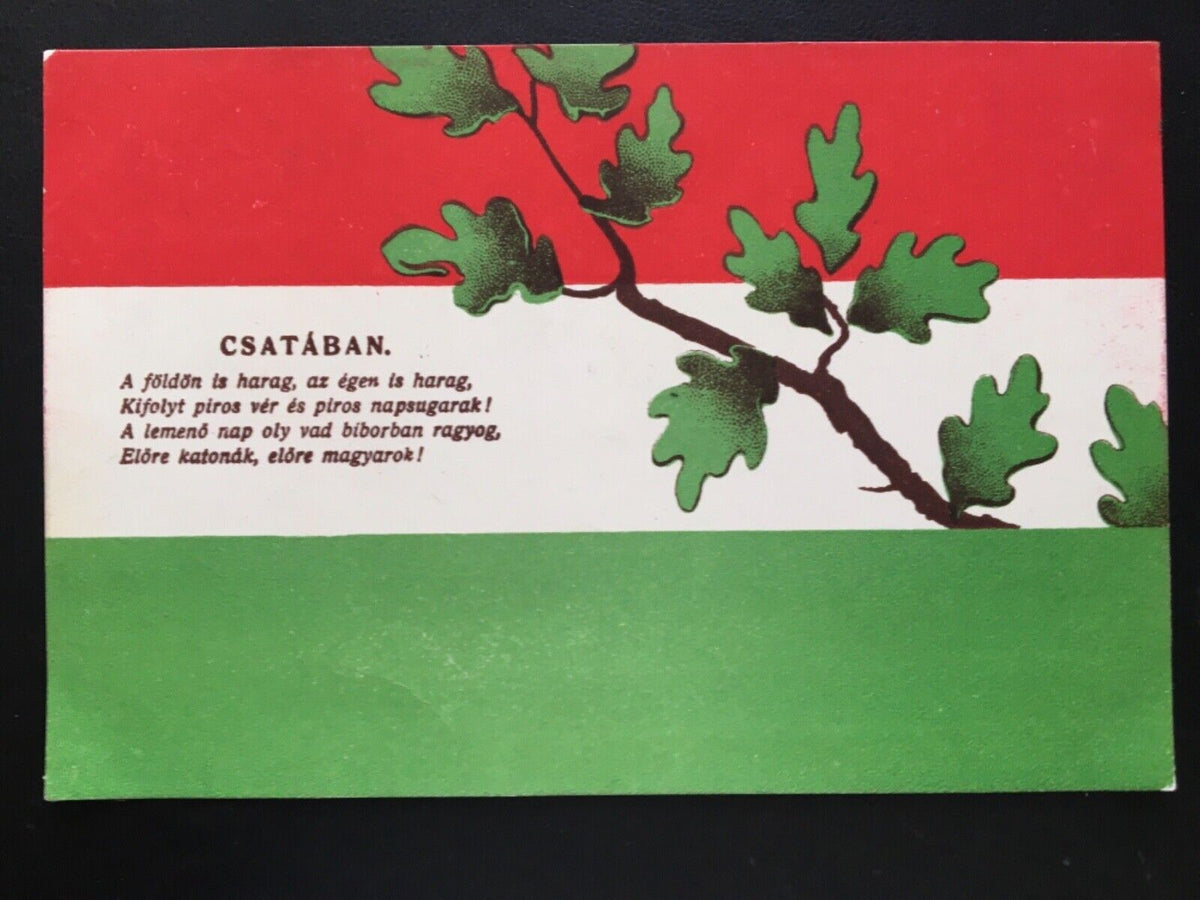 CSATÁBAN.
A földön is harag, az égen is harag,
Kifolyt piros vér és piros napsugarak!
A lemenő nap oly vad biborban ragyog,
Előre katonák, előre magyarok!